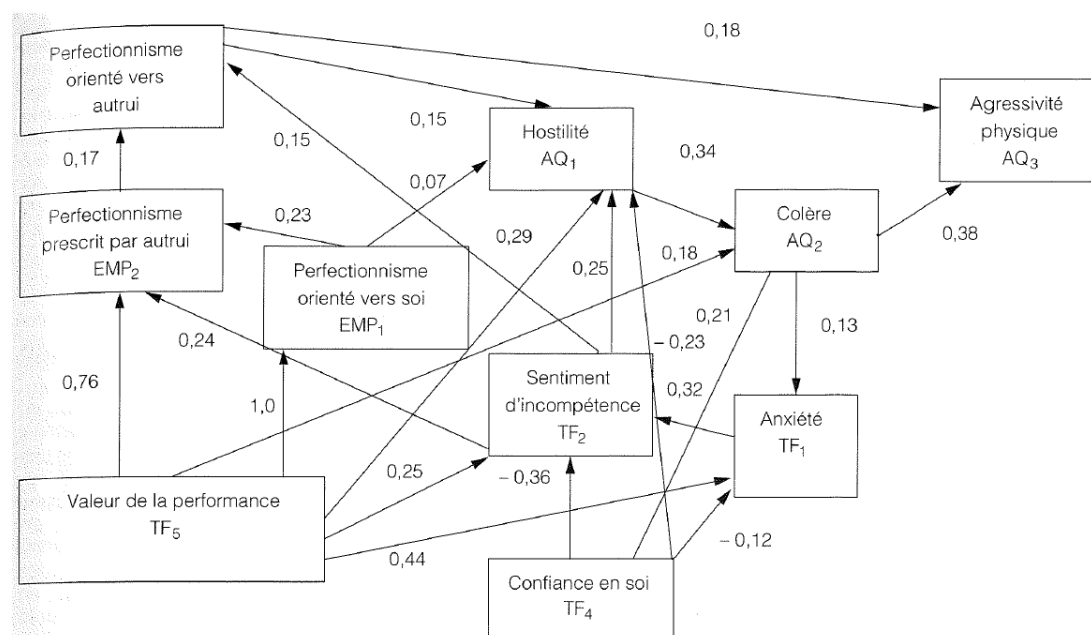 0,18
Perfectionnisme
orienté vers
autrui
Agressivité
physique
AQ3
0,15
0,15
Hostilité
AQ1
0,34
0,17
0,07
Perfectionnisme
prescrit par autrui
EMP2
0,23
Colère
AQ2
0,38
0,29
0,18
0,25
Perfectionnisme
orienté vers soi
EMP1
0,21
0,13
0,24
– 0,23
0,76
1,0
Sentiment
d'incompétence
TF2
0,32
Anxiété
TF1
0,25
– 0,36
Valeur de la performance
TF5
0,44
– 0,12
Confiance en soi
TF4